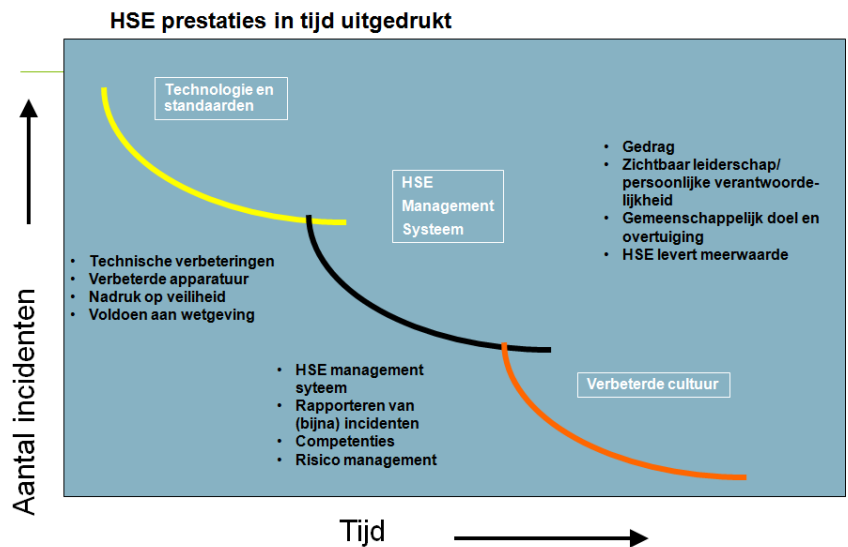 HSE prestaties in tijd uitgedrukt
Technologie en
standaarden
HSE
Management
Systeem
• Gedrag
• Zichtbaar leiderschap/
persoonlijke verantwoorde-
lijkheid
• Gemeenschappelijk doel en
overtuiging
• HSE levert meerwaarde
• Technische verbeteringen
• Verbeterde apparatuur
• Nadruk op veiliheid
• Voldoen aan wetgeving
• HSE management
syteem
• Rapporteren van
(bijna) incidenten
• Competenties
• Risico management
Verbeterde cultuur
Aantal incidenten
Tijd